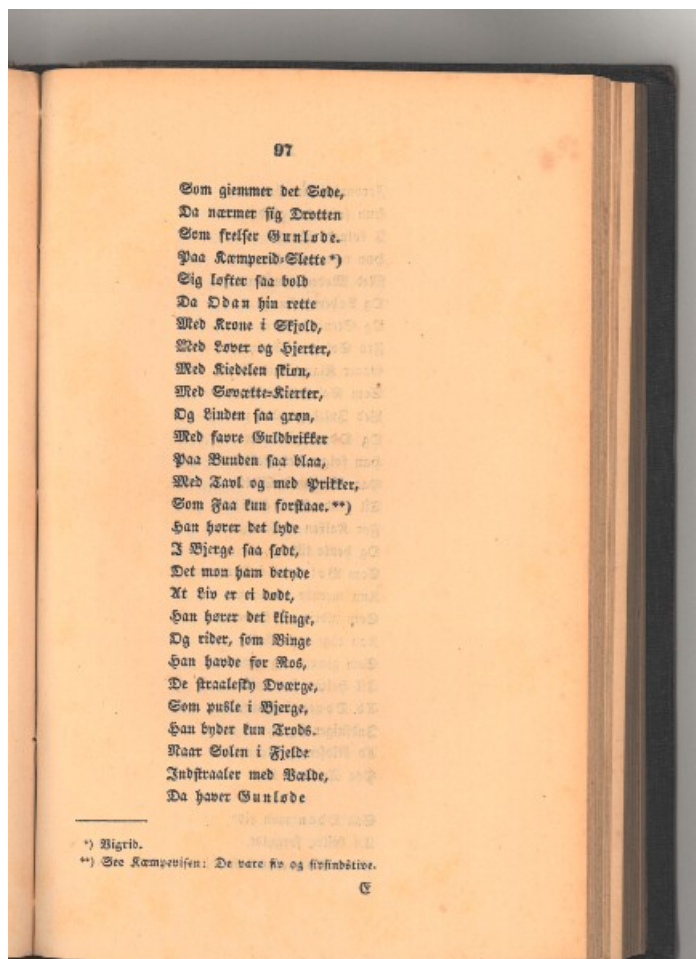 97
Som giemmer det Søde,
Da nærmer sig Drotten
Som frelser Gunløde.
Paa Kæmperid-Slette *)
Sig løfter saa bold
Da Odan hin rette
Med Krone i Skjold,
Med Løver og Hjerter,
Med Kiedelen skiøn,
Med Søvætte-Kierter,
Og Linden saa grøn,
Med favre Guldbrikker
Paa Bunden saa blaa,
Med Tavl og med Prikker,
Som Faa kun forstaae. **)
Han hører det lyde
I Bjerge saa sødt,
Det mon ham betyde
At Liv er ei dødt,
Han hører det klinge,
Og rider, som Vinge
Han havde for Ros,
De straalesky Dværge,
Som pusle i Bjerge,
Han byder kun Trods.
Naar Solen i Fjelde
Indstraaler med Vælde,
Da haver Gunløde
*) Vigrid.
**) See Kæmpevisen: De vare siv og sivsindstive.
E